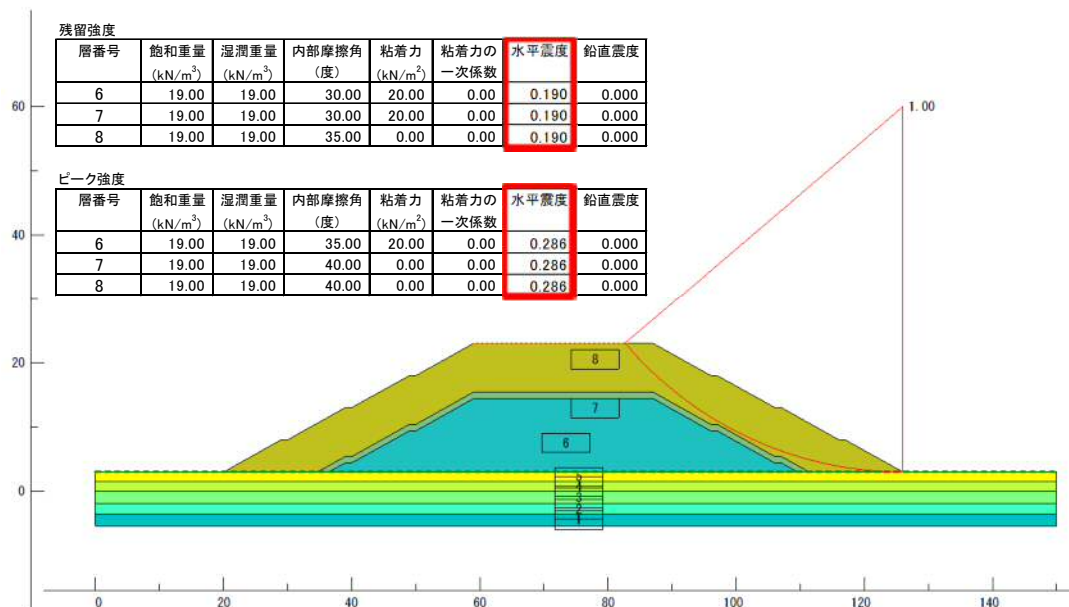 残留強度
層番号 飽和重量 湿潤重量 内部摩擦角 粘着力 粘着力の 水平震度 鉛直震度
(kN/m³) (kN/m³) (度) (kN/m²) 一次係数
6 19.00 19.00 30.00 20.00 0.00 0.190 0.000
7 19.00 19.00 30.00 20.00 0.00 0.190 0.000
8 19.00 19.00 35.00 0.00 0.00 0.190 0.000
ピーク強度
層番号 飽和重量 湿潤重量 内部摩擦角 粘着力 粘着力の 水平震度 鉛直震度
(kN/m³) (kN/m³) (度) (kN/m²) 一次係数
6 19.00 19.00 35.00 20.00 0.00 0.286 0.000
7 19.00 19.00 40.00 0.00 0.00 0.286 0.000
8 19.00 19.00 40.00 0.00 0.00 0.286 0.000
60
1.00
40
20
8
7
6
0
3
2
1
0 20 40 60 80 100 120 140